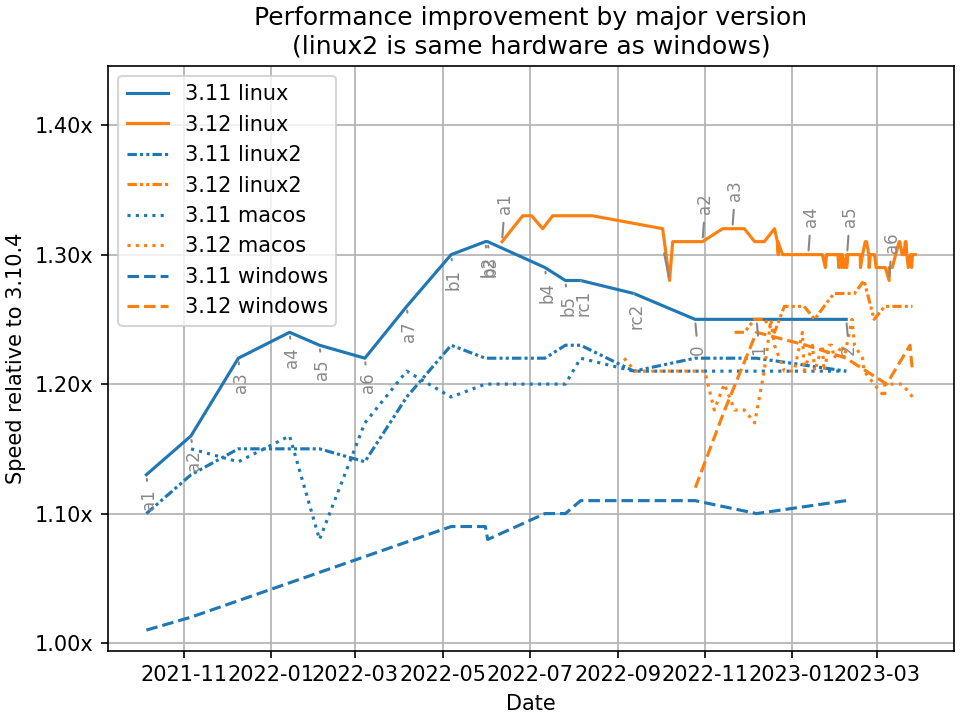 Performance improvement by major version
(linux2 is same hardware as windows)
3.11 linux
3.12 linux
3.11 linux2
3.12 linux2
3.11 macos
3.12 macos
3.11 windows
3.12 windows
1.40x
1.30x
1.20x
1.10x
1.00x
Speed relative to 3.10.4
a1
a2
a3
a4
a5
a6
a7
b1
b3
b4
b5
rc1
rc2
0
1
2
a1
a2
a3
a4
a5
a6
2021-11 2022-01 2022-03 2022-05 2022-07 2022-09 2022-11 2023-01 2023-03
Date